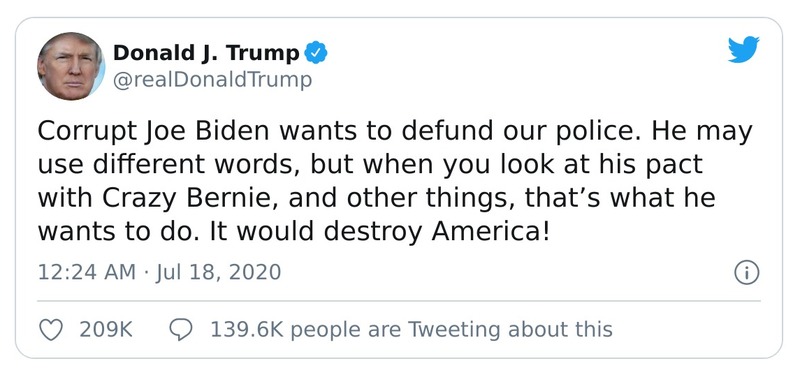 Donald J. Trump
@realDonaldTrump
Corrupt Joe Biden wants to defund our police. He may
use different words, but when you look at his pact
with Crazy Bernie, and other things, that’s what he
wants to do. It would destroy America!
12:24 AM · Jul 18, 2020
209K 139.6K people are Tweeting about this